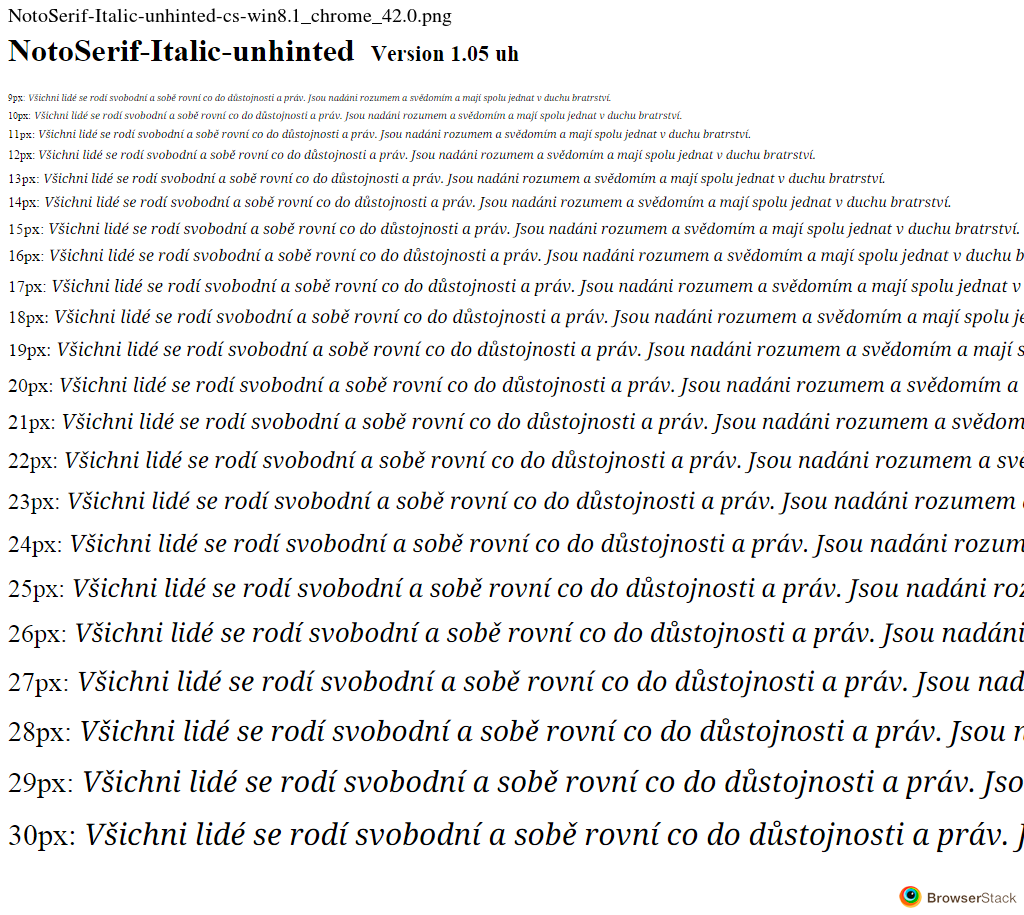 NotoSerif-Italic-unhinted-cs-win8.1_chrome_42.0.png
NotoSerif-Italic-unhinted Version 1.05 uh
9px: Všichni lidé se rodí svobodní a sobě rovní co do důstojnosti a práv. Jsou nadáni rozumem a svědomím a mají spolu jednat v duchu bratrství.
10px: Všichni lidé se rodí svobodní a sobě rovní co do důstojnosti a práv. Jsou nadáni rozumem a svědomím a mají spolu jednat v duchu bratrství.
11px: Všichni lidé se rodí svobodní a sobě rovní co do důstojnosti a práv. Jsou nadáni rozumem a svědomím a mají spolu jednat v duchu bratrství.
12px: Všichni lidé se rodí svobodní a sobě rovní co do důstojnosti a práv. Jsou nadáni rozumem a svědomím a mají spolu jednat v duchu bratrství.
13px: Všichni lidé se rodí svobodní a sobě rovní co do důstojnosti a práv. Jsou nadáni rozumem a svědomím a mají spolu jednat v duchu bratrství.
14px: Všichni lidé se rodí svobodní a sobě rovní co do důstojnosti a práv. Jsou nadáni rozumem a svědomím a mají spolu jednat v duchu bratrství.
15px: Všichni lidé se rodí svobodní a sobě rovní co do důstojnosti a práv. Jsou nadáni rozumem a svědomím a mají spolu jednat v duchu bratrství.
16px: Všichni lidé se rodí svobodní a sobě rovní co do důstojnosti a práv. Jsou nadáni rozumem a svědomím a mají spolu jednat v duchu b
17px: Všichni lidé se rodí svobodní a sobě rovní co do důstojnosti a práv. Jsou nadáni rozumem a svědomím a mají spolu jednat v
18px: Všichni lidé se rodí svobodní a sobě rovní co do důstojnosti a práv. Jsou nadáni rozumem a svědomím a mají spolu je
19px: Všichni lidé se rodí svobodní a sobě rovní co do důstojnosti a práv. Jsou nadáni rozumem a svědomím a mají s
20px: Všichni lidé se rodí svobodní a sobě rovní co do důstojnosti a práv. Jsou nadáni rozumem a svědomím a
21px: Všichni lidé se rodí svobodní a sobě rovní co do důstojnosti a práv. Jsou nadáni rozumem a svědom
22px: Všichni lidé se rodí svobodní a sobě rovní co do důstojnosti a práv. Jsou nadáni rozumem a svě
23px: Všichni lidé se rodí svobodní a sobě rovní co do důstojnosti a práv. Jsou nadáni rozumem
24px: Všichni lidé se rodí svobodní a sobě rovní co do důstojnosti a práv. Jsou nadáni rozum
25px: Všichni lidé se rodí svobodní a sobě rovní co do důstojnosti a práv. Jsou nadáni roz
26px: Všichni lidé se rodí svobodní a sobě rovní co do důstojnosti a práv. Jsou nadáni
27px: Všichni lidé se rodí svobodní a sobě rovní co do důstojnosti a práv. Jsou nad
28px: Všichni lidé se rodí svobodní a sobě rovní co do důstojnosti a práv. Jsou n
29px: Všichni lidé se rodí svobodní a sobě rovní co do důstojnosti a práv. Jso
30px: Všichni lidé se rodí svobodní a sobě rovní co do důstojnosti a práv. J
BrowserStack